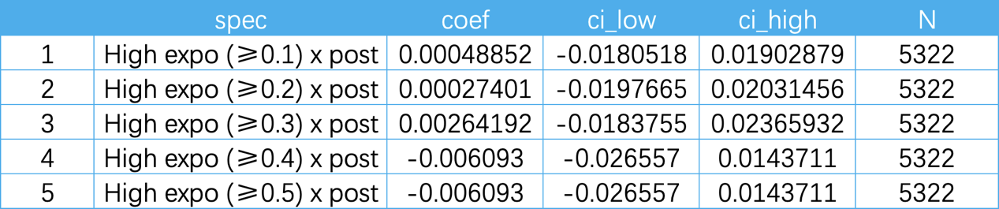 spec coef ci_low ci_high N
1 High expo (⩾0.1) x post 0.00048852 -0.0180518 0.01902879 5322
2 High expo (⩾0.2) x post 0.00027401 -0.0197665 0.02031456 5322
3 High expo (⩾0.3) x post 0.00264192 -0.0183755 0.02365932 5322
4 High expo (⩾0.4) x post -0.006093 -0.026557 0.0143711 5322
5 High expo (⩾0.5) x post -0.006093 -0.026557 0.0143711 5322